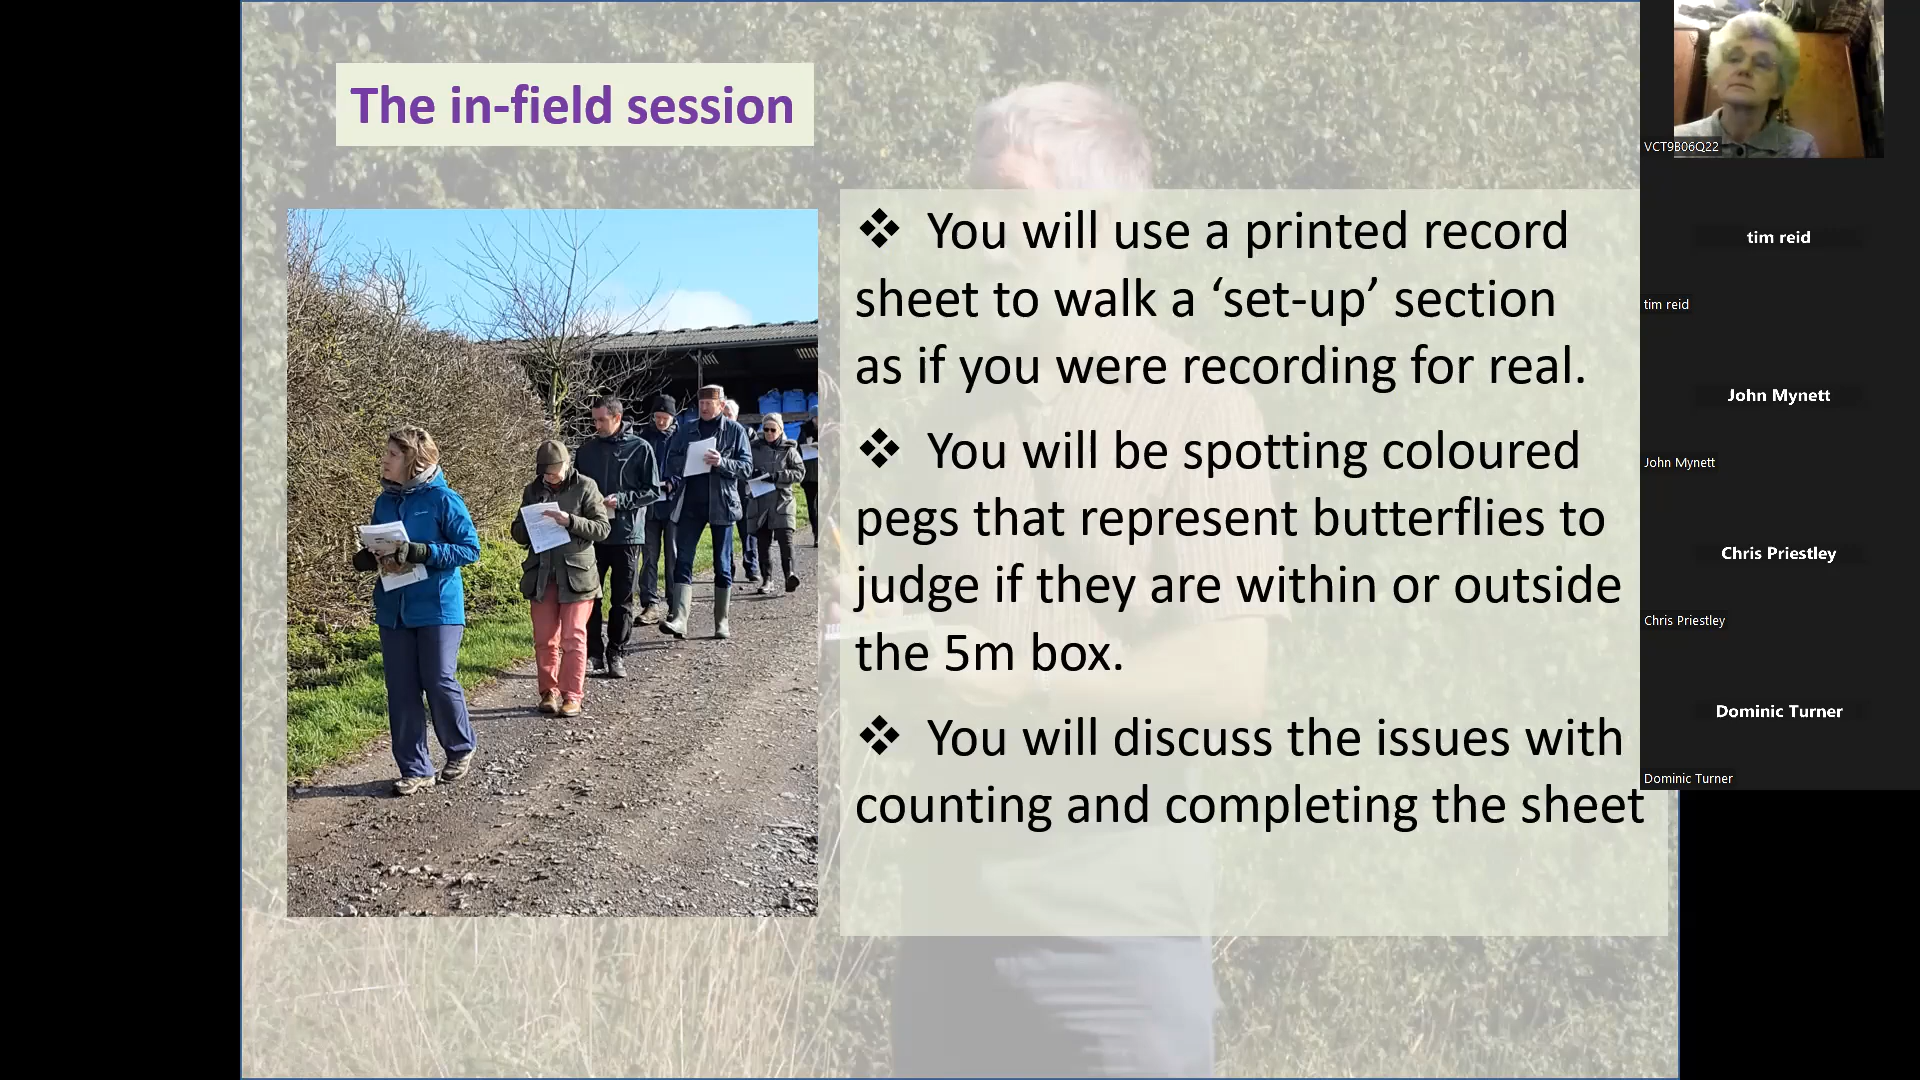 The in-field session
❖ You will use a printed record
sheet to walk a ‘set-up’ section
as if you were recording for real.
❖ You will be spotting coloured
pegs that represent butterflies to
judge if they are within or outside
the 5m box.
❖ You will discuss the issues with
counting and completing the sheet
VCT9B06Q22
tim reid
tim reid
John Mynett
John Mynett
Chris Priestley
Chris Priestley
Dominic Turner
Dominic Turner